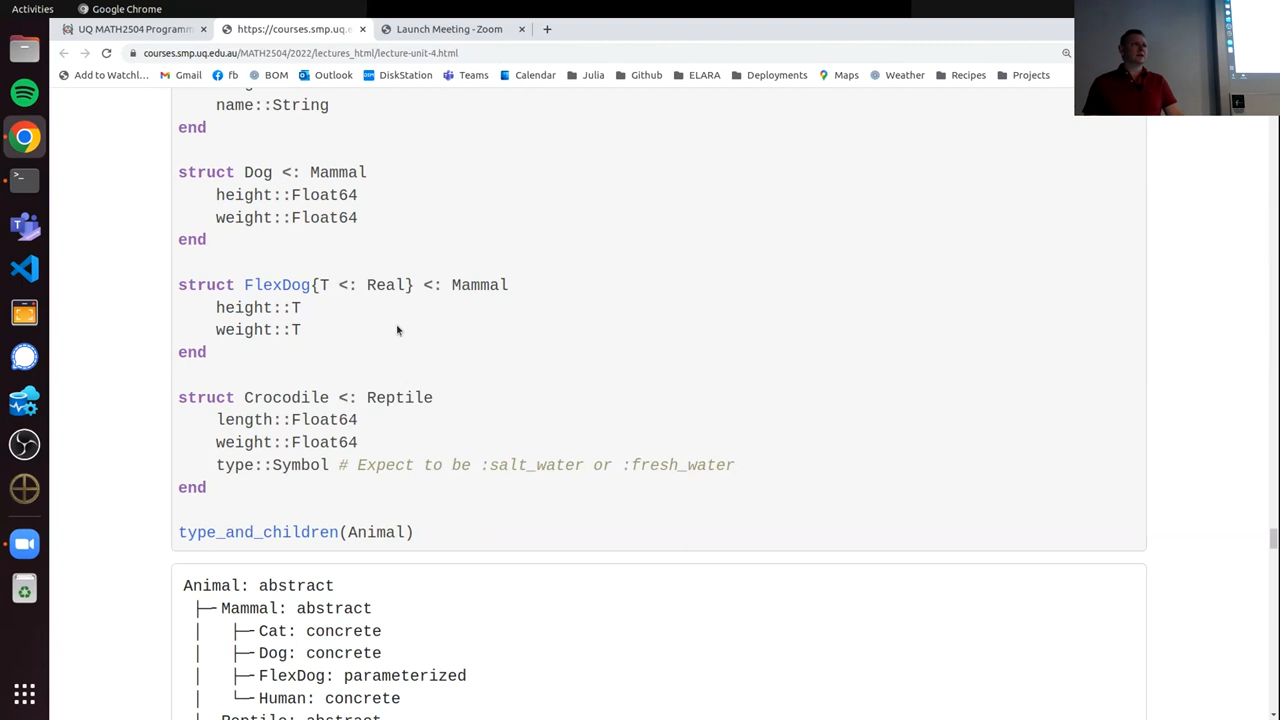 Activities
Google Chrome
UQ MATH2504 Programm
https://courses.smp.uq.e
Launch Meeting - Zoom
courses.smp.uq.edu.au/MATH2504/2022/lectures_html/lecture-unit-4.html
Add to Watchl...
Gmail
fb
BOM
Outlook
DiskStation
Teams
Calendar
Julia
Github
ELARA
Deployments
Maps
Weather
Recipes
Projects
name::String
end
struct Dog <: Mammal
height::Float64
weight::Float64
end
struct FlexDog{T <: Real} <: Mammal
height::T
weight::T
end
struct Crocodile <: Reptile
length::Float64
weight::Float64
type::Symbol # Expect to be :salt_water or :fresh_water
end
type_and_children(Animal)
Animal: abstract
├─Mammal: abstract
│ ├─Cat: concrete
│ ├─Dog: concrete
│ ├─FlexDog: parameterized
│ └─Human: concrete
Reptile: abstract